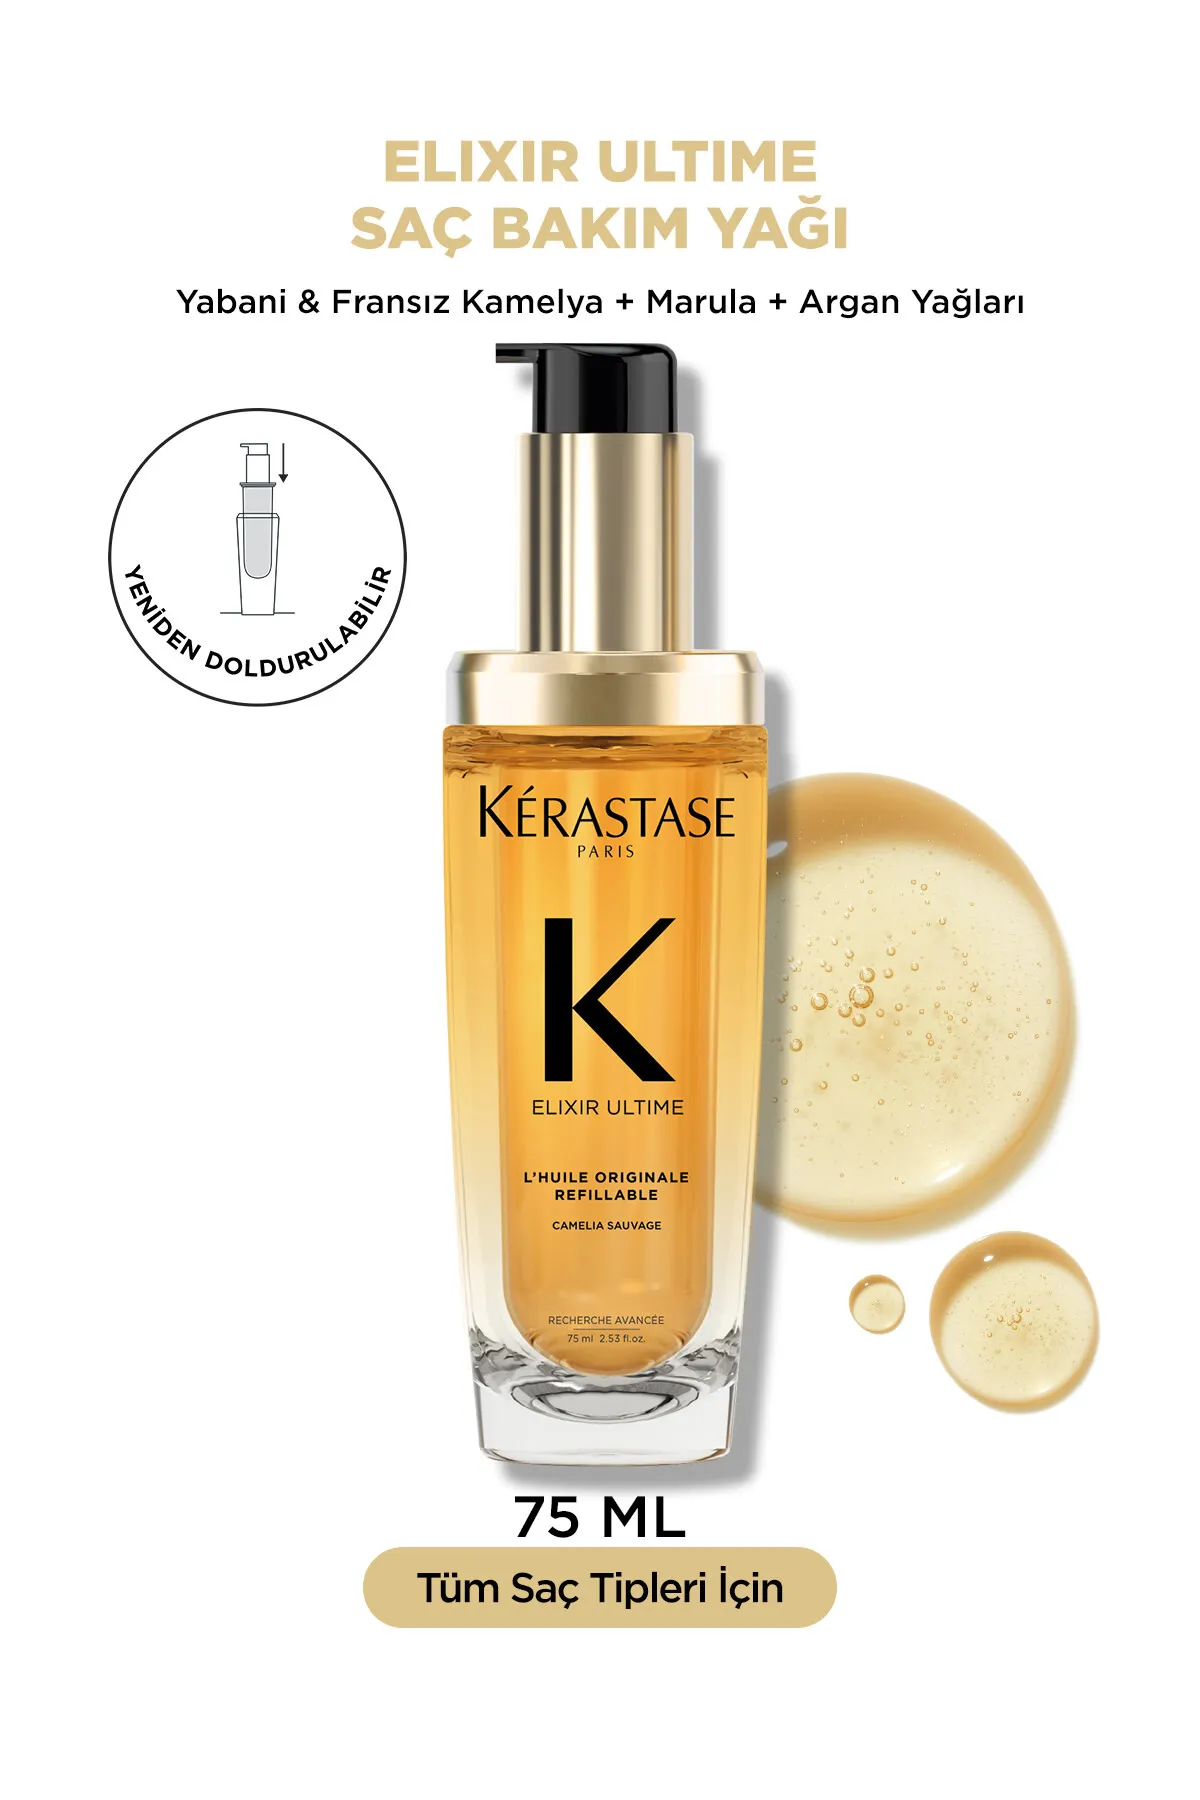 ELIXIR ULTIME
SAÇ BAKIM YAĞI
Yabani & Fransız Kamelya + Marula + Argan Yağları
YENİDEN DOLDURULABİLİR
KÉRASTASE
PARIS
K
ELIXIR ULTIME
L'HUILE ORIGINALE
REFILLABLE
CAMELIA SAUVAGE
RECHERCHE AVANCÉE
75 ml 2.53 fl.oz.
75 ML
Tüm Saç Tipleri İçin